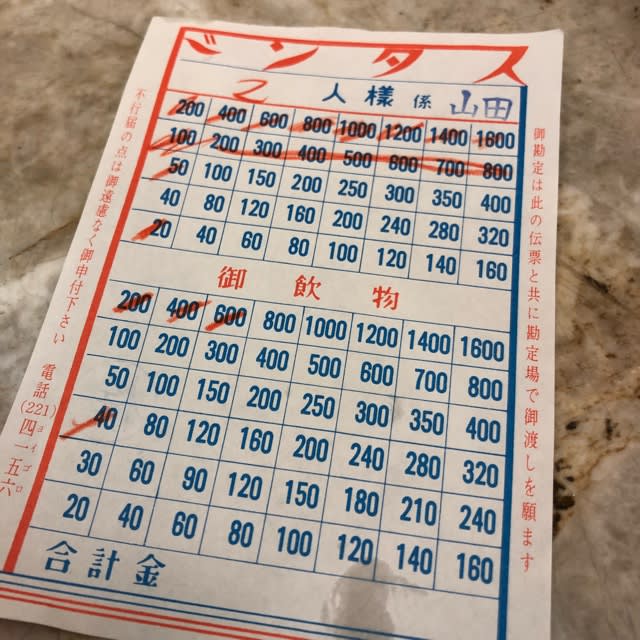 ビンタス
2 人様 係 山田
200 400 600 800 1000 1200 1400 1600
100 200 300 400 500 600 700 800
50 100 150 200 250 300 350 400
40 80 120 160 200 240 280 320
20 40 60 80 100 120 140 160
御飲物
200 400 600 800 1000 1200 1400 1600
100 200 300 400 500 600 700 800
50 100 150 200 250 300 350 400
40 80 120 160 200 240 280 320
30 60 90 120 150 180 210 240
20 40 60 80 100 120 140 160
合計金
御勘定は此の伝票と共に勘定場で御渡しを願ます
不行届の点は御遠慮なく御申付下さい 電話(221)四一五六
ヨイゴロ